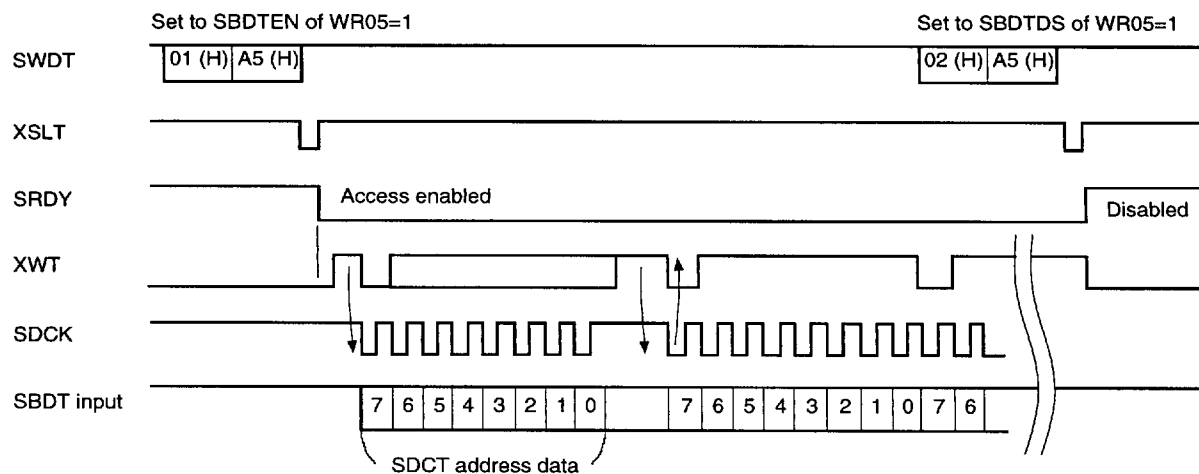 Set to SBDTEN of WR05=1 Set to SBDTDS of WR05=1
SWDT 01 (H) A5 (H) 02 (H) A5 (H)
XSLT
SRDY Access enabled Disabled
XWT
SDCK
SBDT input 7 6 5 4 3 2 1 0 7 6 5 4 3 2 1 0 7 6
SDCT address data